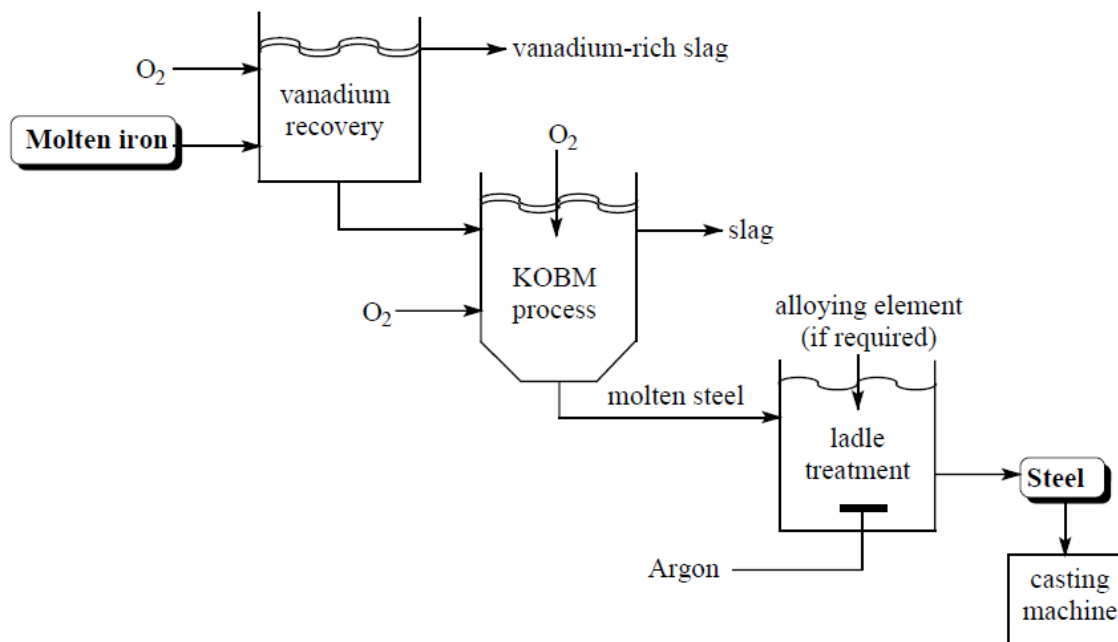 O₂
vanadium-rich slag
vanadium
recovery
Molten iron
O₂
slag
KOBM
process
O₂
alloying element
(if required)
molten steel
ladle
treatment
Steel
Argon
casting
machine